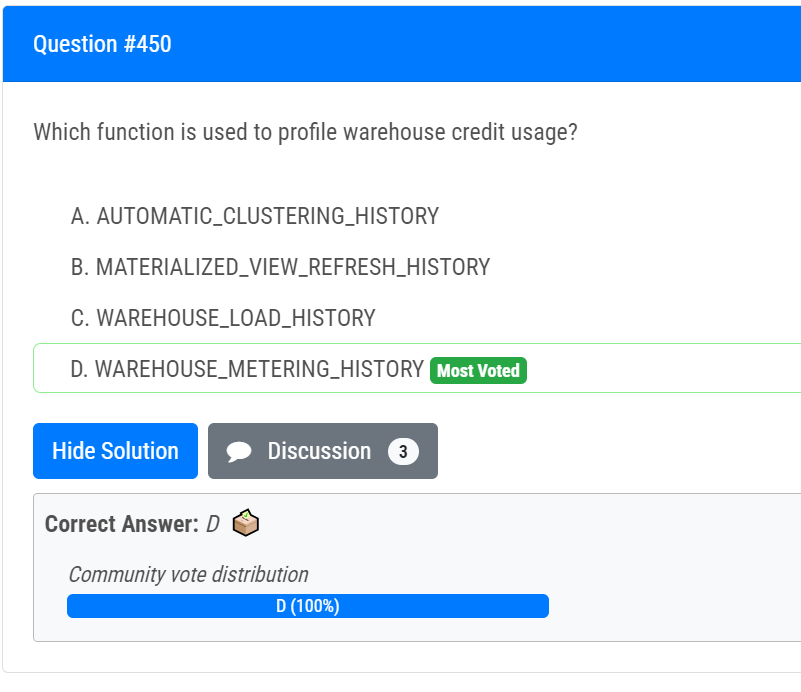 Question #450
Which function is used to profile warehouse credit usage?
A. AUTOMATIC_CLUSTERING_HISTORY
B. MATERIALIZED_VIEW_REFRESH_HISTORY
C. WAREHOUSE_LOAD_HISTORY
D. WAREHOUSE_METERING_HISTORY Most Voted
Hide Solution Discussion 3
Correct Answer: D
Community vote distribution
D (100%)